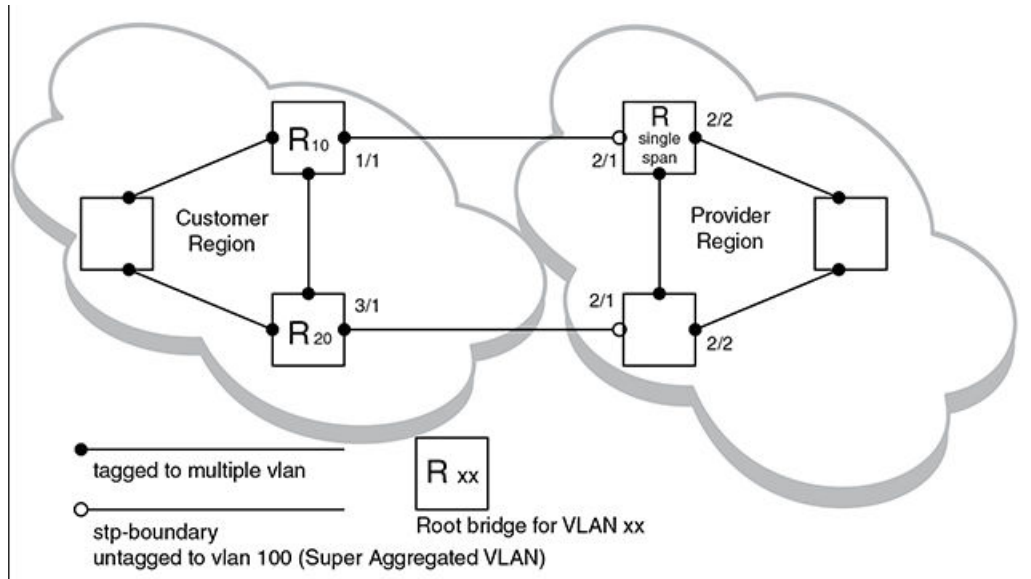 R10
1/1
R
single
span
2/1
2/2
Customer
Region
Provider
Region
R 20
3/1
2/1
2/2
tagged to multiple vlan
stp-boundary
untagged to vlan 100 (Super Aggregated VLAN)
R xx
Root bridge for VLAN xx